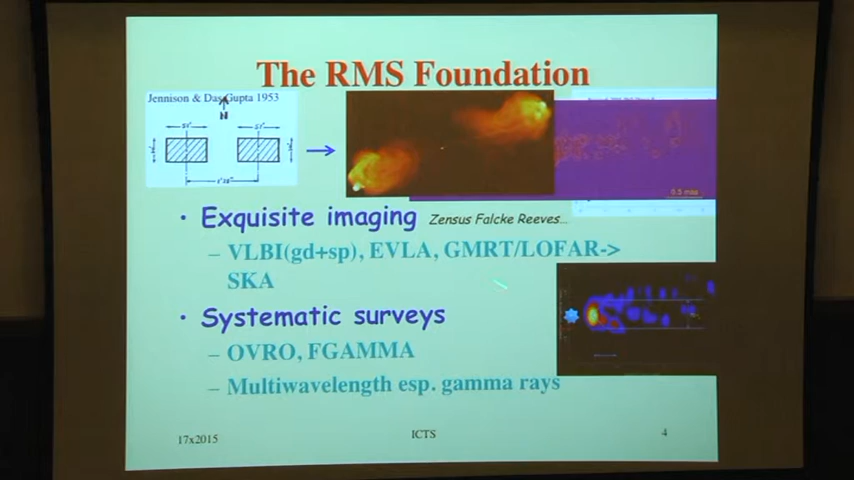 The RMS Foundation
Jennison & Das Gupta 1953
N
0.5 mas
• Exquisite imaging Zensus Falcke Reeves...
– VLBI(gd+sp), EVLA, GMRT/LOFAR->
SKA
• Systematic surveys
– OVRO, FGAMMA
– Multiwavelength esp. gamma rays
17x2015
ICTS
4